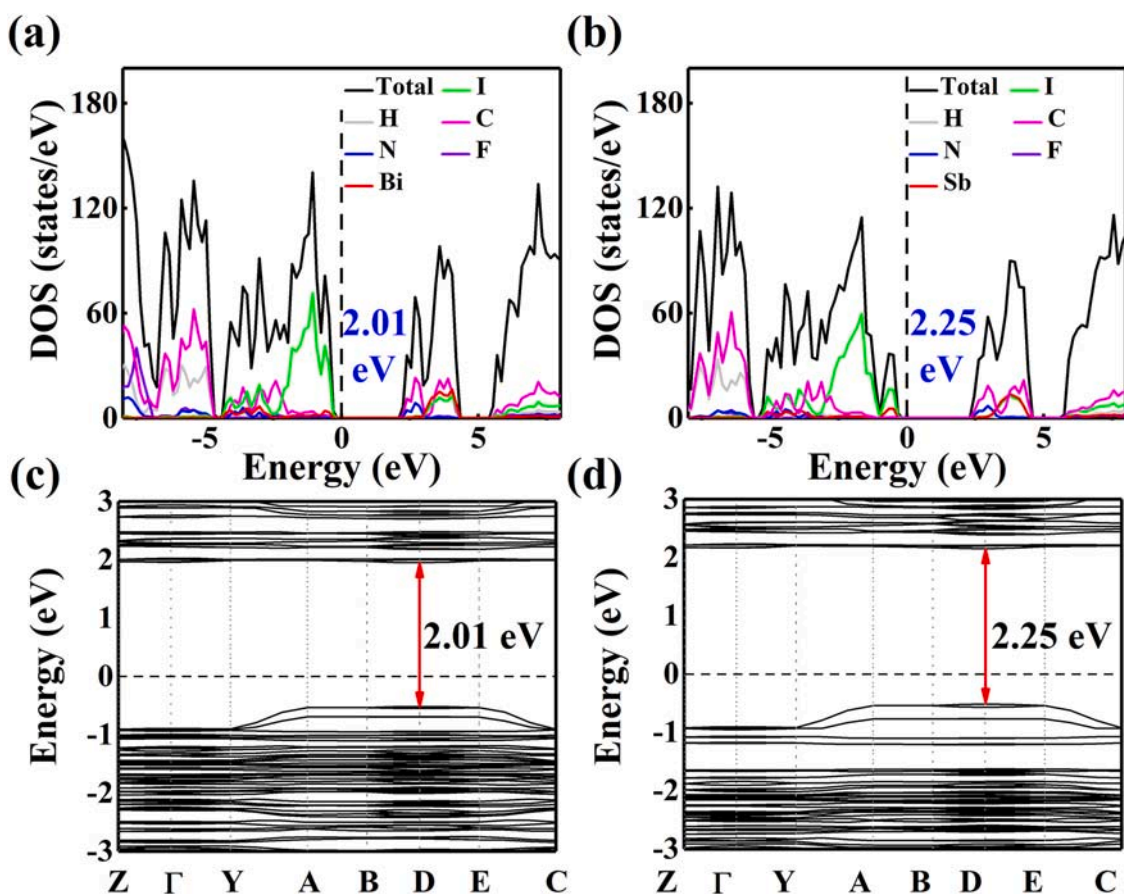 (a)
DOS (states/eV)
180
120
60
0
Total
I
H
C
N
F
Bi
2.01
eV
-5
0
5
Energy (eV)
(b)
DOS (states/eV)
180
120
60
0
Total
I
H
C
N
F
Sb
2.25
eV
-5
0
5
Energy (eV)
(c)
Energy (eV)
3
2
1
0
-1
-2
-3
2.01 eV
Z Γ Y A B D E C
(d)
Energy (eV)
3
2
1
0
-1
-2
-3
2.25 eV
Z Γ Y A B D E C